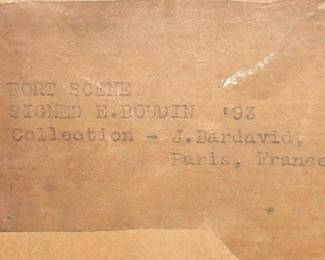 PORT SCENE
SIGNED E.BOUDIN '93
Collection - J.Bardavid,
Paris, France